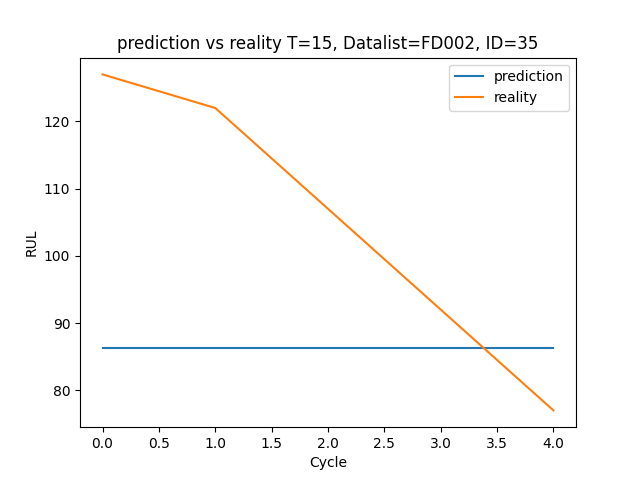 prediction vs reality T=15, Datalist=FD002, ID=35
prediction
reality
RUL
120
110
100
90
80
0.0 0.5 1.0 1.5 2.0 2.5 3.0 3.5 4.0
Cycle